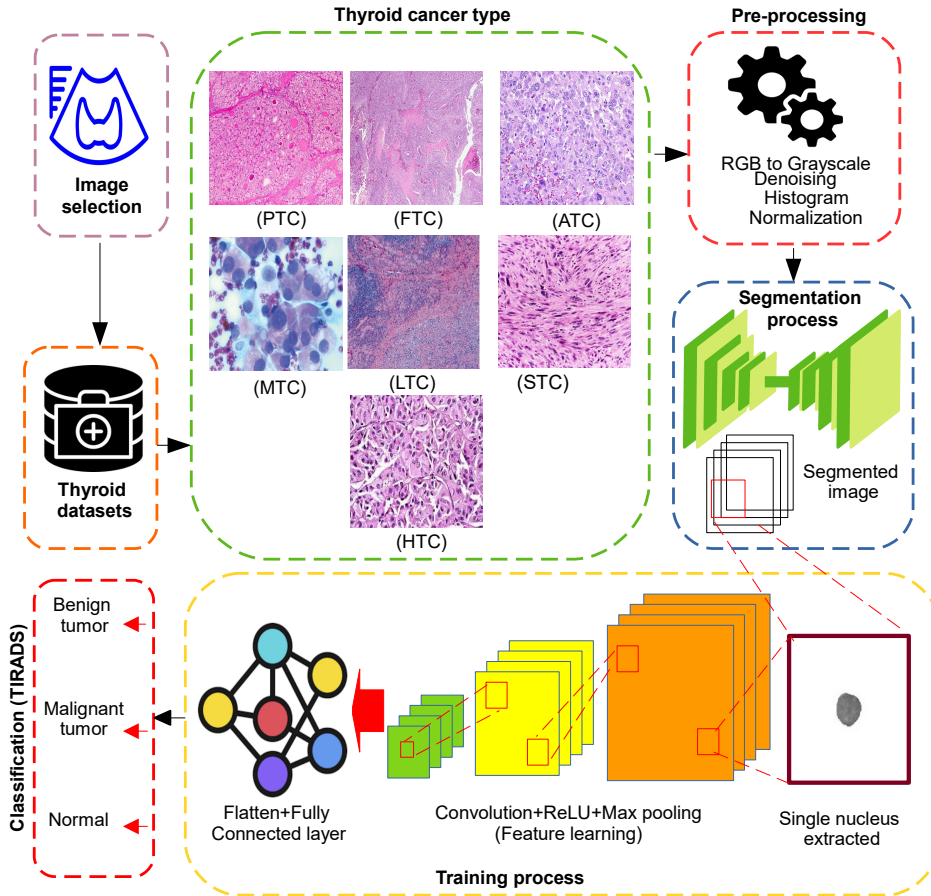 Thyroid cancer type
Pre-processing
Image
selection
(PTC)
(FTC)
(ATC)
(MTC)
(LTC)
(STC)
(HTC)
RGB to Grayscale
Denoising
Histogram
Normalization
Thyroid
datasets
Segmentation
process
Segmented
image
Classification (TIRADS)
Benign
tumor
Malignant
tumor
Normal
Flatten+Fully
Connected layer
Convolution+ReLU+Max pooling
(Feature learning)
Single nucleus
extracted
Training process